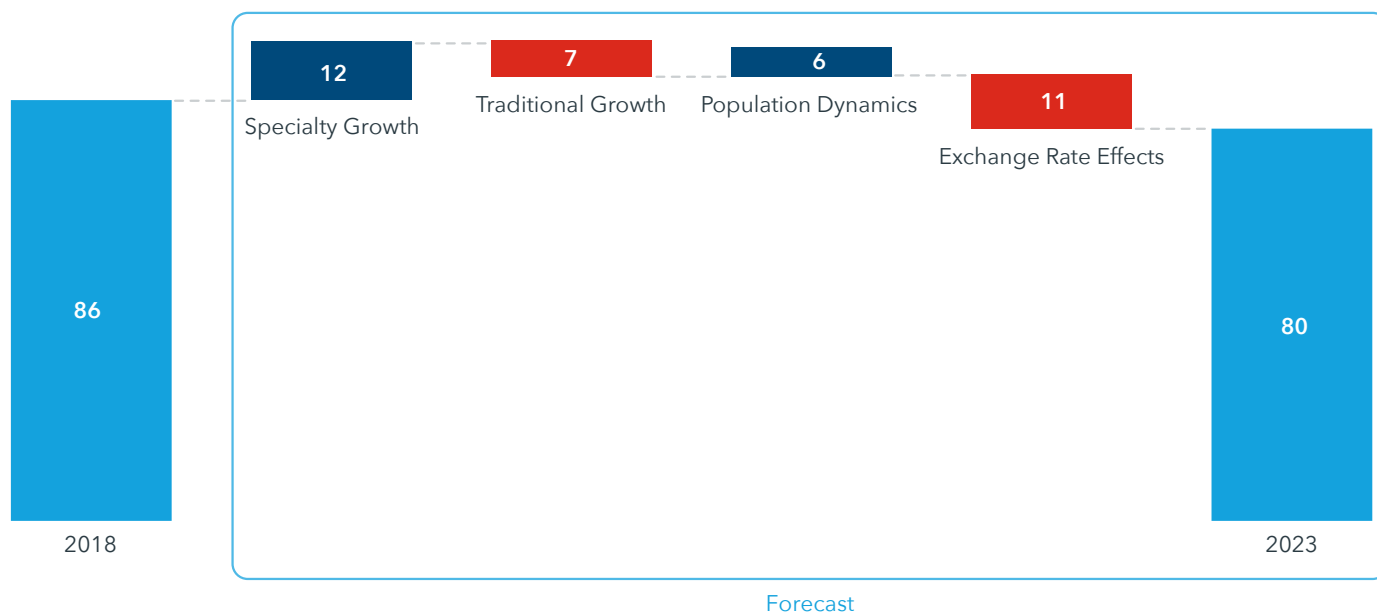 12
7
6
11
Specialty Growth
Traditional Growth
Population Dynamics
Exchange Rate Effects
86
80
2018
2023
Forecast